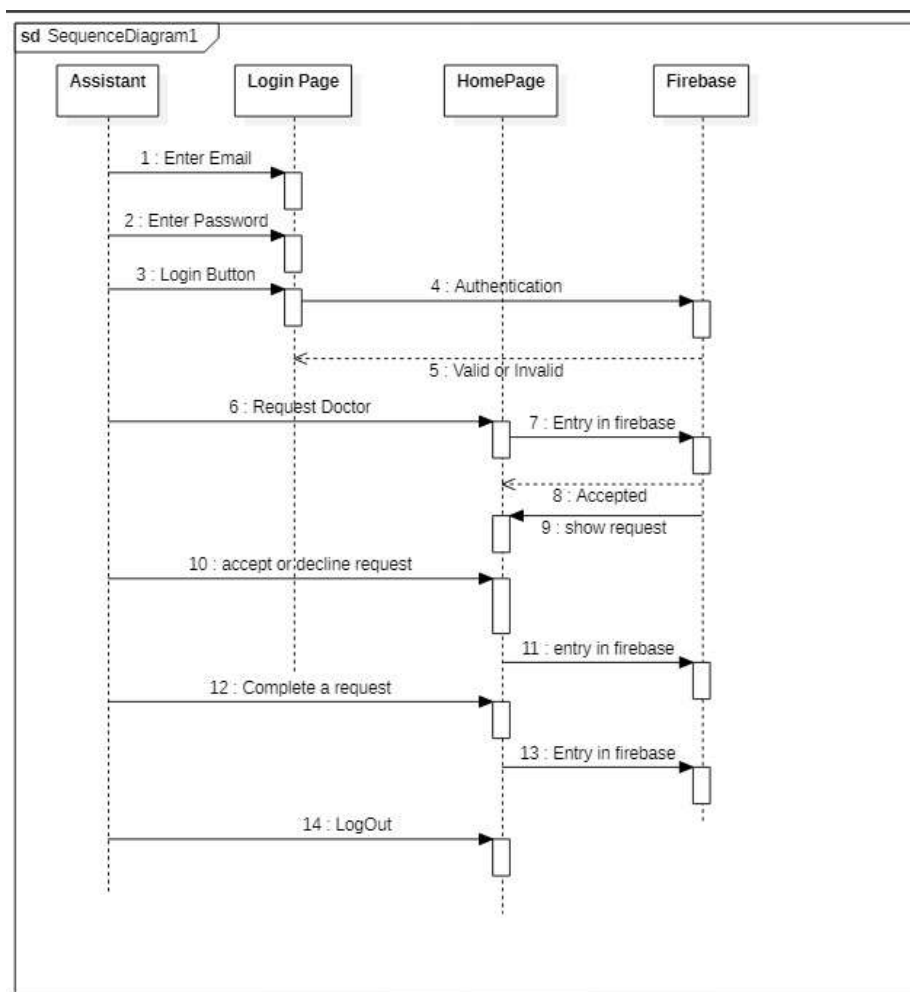 sd SequenceDiagram1
Assistant
Login Page
HomePage
Firebase
1 : Enter Email
2 : Enter Password
3 : Login Button
4 : Authentication
5 : Valid or Invalid
6 : Request Doctor
7 : Entry in firebase
8 : Accepted
9 : show request
10 : accept or decline request
11 : entry in firebase
12 : Complete a request
13 : Entry in firebase
14 : LogOut